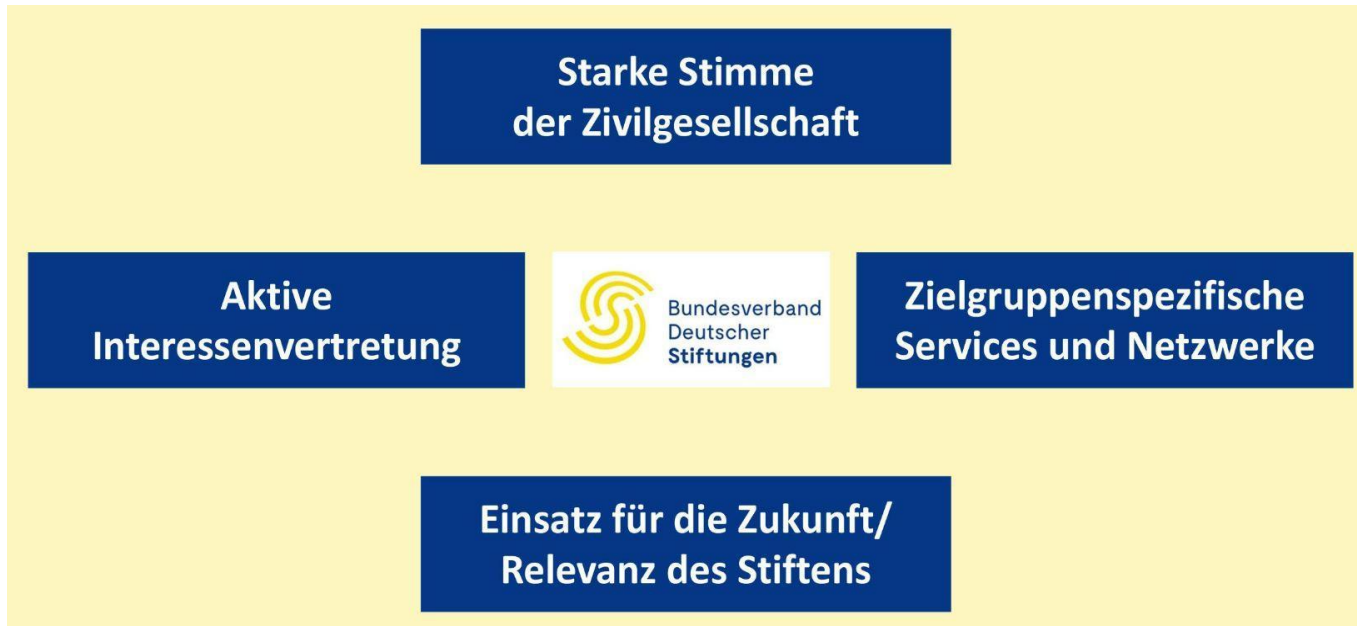 Starke Stimme
der Zivilgesellschaft
Aktive
Interessenvertretung
Bundesverband
Deutscher
Stiftungen
Zielgruppenspezifische
Services und Netzwerke
Einsatz für die Zukunft/
Relevanz des Stiftens